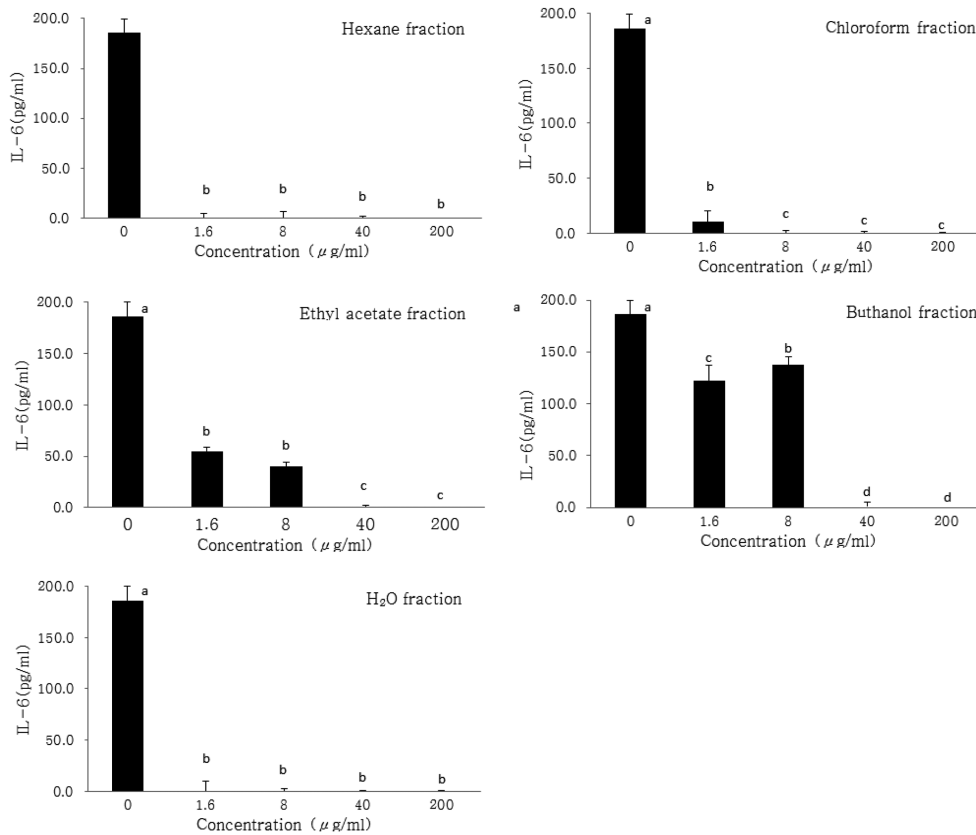 200.0
150.0
100.0
50.0
0.0
IL-6(pg/ml)
Hexane fraction
b b b b
0 1.6 8 40 200
Concentration (μg/ml)
200.0
150.0
100.0
50.0
0.0
IL-6(pg/ml)
Chloroform fraction
a b c c c
0 1.6 8 40 200
Concentration (μg/ml)
200.0
150.0
100.0
50.0
0.0
IL-6(pg/ml)
Ethyl acetate fraction
a b b c c
0 1.6 8 40 200
Concentration (μg/ml)
a
200.0
150.0
100.0
50.0
0.0
IL-6(pg/ml)
Buthanol fraction
a c b d d
0 1.6 8 40 200
Concentration (μg/ml)
200.0
150.0
100.0
50.0
0.0
IL-6(pg/ml)
H₂O fraction
a b b b b
0 1.6 8 40 200
Concentration (μg/ml)